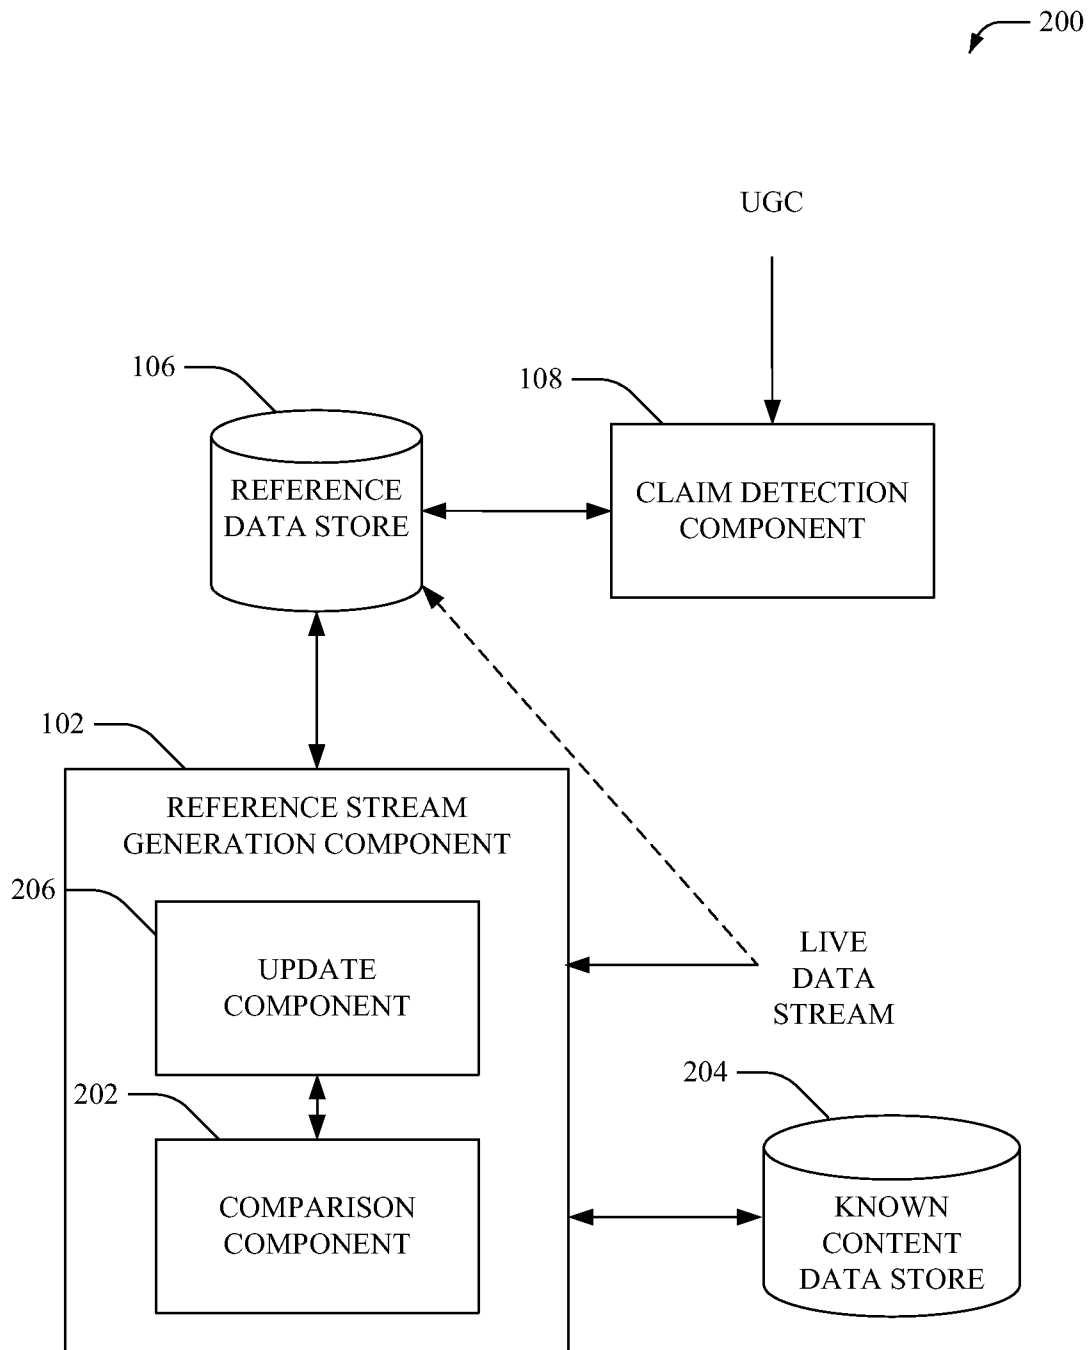 200
UGC
106
108
REFERENCE
DATA STORE
CLAIM DETECTION
COMPONENT
102
REFERENCE STREAM
GENERATION COMPONENT
206
UPDATE
COMPONENT
LIVE
DATA
STREAM
202
204
COMPARISON
COMPONENT
KNOWN
CONTENT
DATA STORE